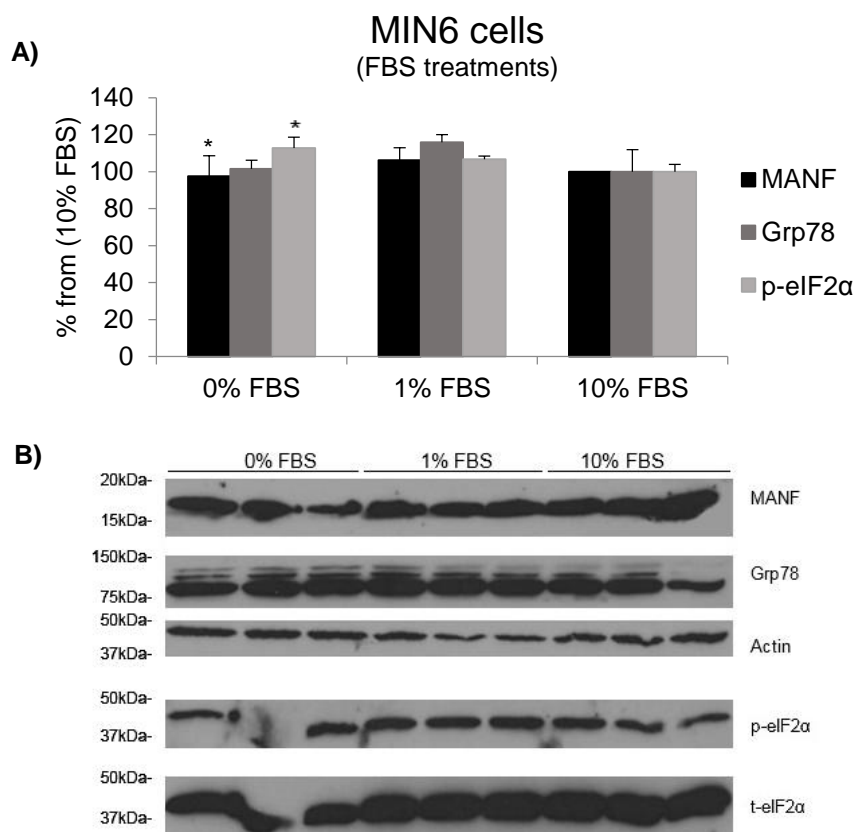 MIN6 cells
A)
(FBS treatments)
% from (10% FBS)
140
120
100
80
60
40
20
0
* *
0% FBS 1% FBS 10% FBS
MANF
Grp78
p-eIF2α
B)
0% FBS 1% FBS 10% FBS
20kDa-
15kDa-
MANF
150kDa-
75kDa-
Grp78
50kDa-
37kDa-
Actin
50kDa-
37kDa-
p-eIF2α
50kDa-
37kDa-
t-eIF2α